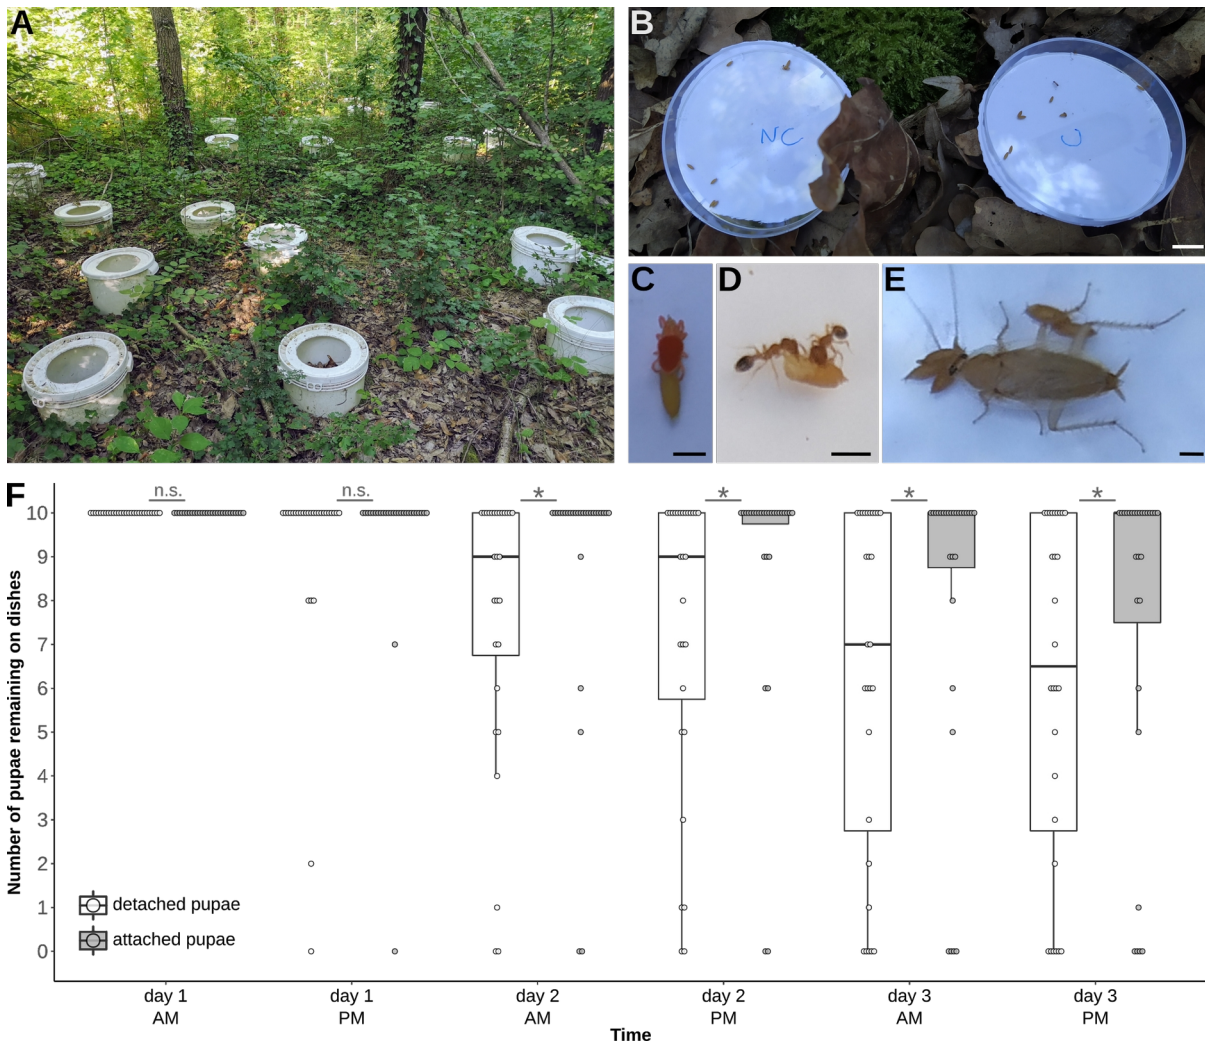 A
B
NC
C
D
E
F
n.s.
n.s.
*
*
*
*
Number of pupae remaining on dishes
10
9
8
7
6
5
4
3
2
1
0
detached pupae
attached pupae
day 1
AM
day 1
PM
day 2
AM
day 2
PM
day 3
AM
day 3
PM
Time